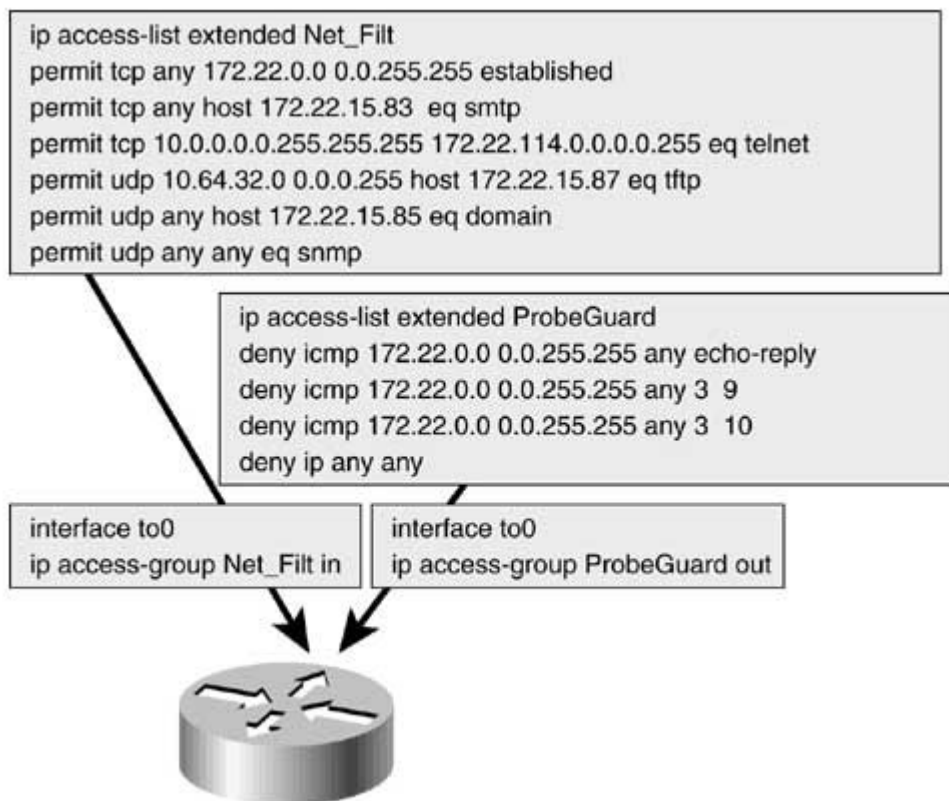 ip access-list extended Net_Filt
permit tcp any 172.22.0.0 0.0.255.255 established
permit tcp any host 172.22.15.83 eq smtp
permit tcp 10.0.0.0.0.255.255.255 172.22.114.0.0.0.0.255 eq telnet
permit udp 10.64.32.0 0.0.0.255 host 172.22.15.87 eq tftp
permit udp any host 172.22.15.85 eq domain
permit udp any any eq snmp
ip access-list extended ProbeGuard
deny icmp 172.22.0.0 0.0.255.255 any echo-reply
deny icmp 172.22.0.0 0.0.255.255 any 3 9
deny icmp 172.22.0.0 0.0.255.255 any 3 10
deny ip any any
interface to0
ip access-group Net_Filt in
interface to0
ip access-group ProbeGuard out